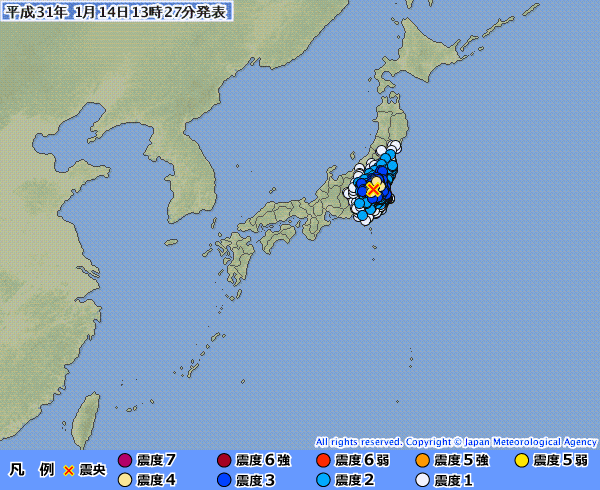 平成31年 1月14日13時27分発表
All rights reserved. Copyright © Japan Meteorological Agency
凡 例 震央 震度7 震度6強 震度6弱 震度5強 震度5弱
震度4 震度3 震度2 震度1